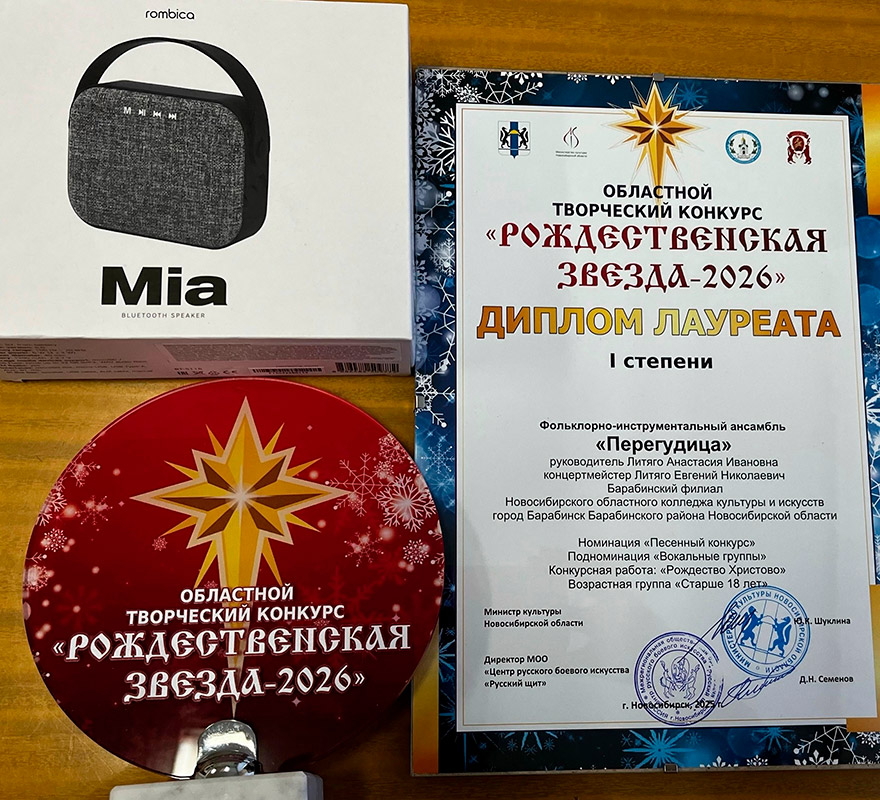 rombica
M
Mia
BLUETOOTH SPEAKER
ОБЛАСТНОЙ
ТВОРЧЕСКИЙ КОНКУРС
«РОЖДЕСТВЕНСКАЯ
ЗВЕЗДА-2026»
ДИПЛОМ ЛАУРЕАТА
I степени
Фольклорно-инструментальный ансамбль
«Перегудица»
руководитель Литяго Анастасия Ивановна
концертмейстер Литяго Евгений Николаевич
Барабинский филиал
Новосибирского областного колледжа культуры и искусств
город Барабинск Барабинского района Новосибирской области
Номинация «Песенный конкурс»
Подноминация «Вокальные группы»
Конкурсная работа: «Рождество Христово»
Возрастная группа «Старше 18 лет»
Министр культуры
Новосибирской области
Ю.К. Шуклина
Директор МОО
«Центр русского боевого искусства
«Русский щит»
Д.Н. Семенов
г. Новосибирск, 2025 г.
ОБЛАСТНОЙ
ТВОРЧЕСКИЙ КОНКУРС
«РОЖДЕСТВЕНСКАЯ
ЗВЕЗДА-2026»